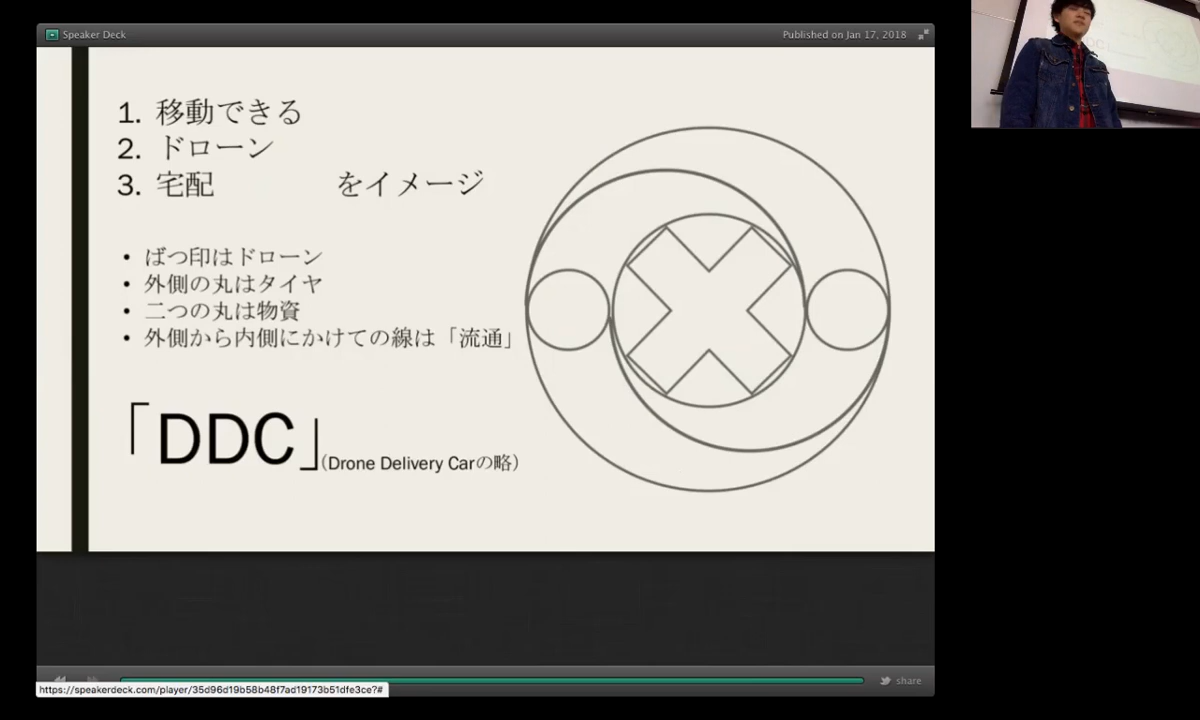 Speaker Deck
Published on Jan 17, 2018
1. 移動できる
2. ドローン
3. 宅配 をイメージ
• ばつ印はドローン
• 外側の丸はタイヤ
• 二つの丸は物資
• 外側から内側にかけての線は「流通」
「DDC」(Drone Delivery Carの略)
share
https://speakerdeck.com/player/35d96d19b58b48f7ad19173b51dfe3ce?#